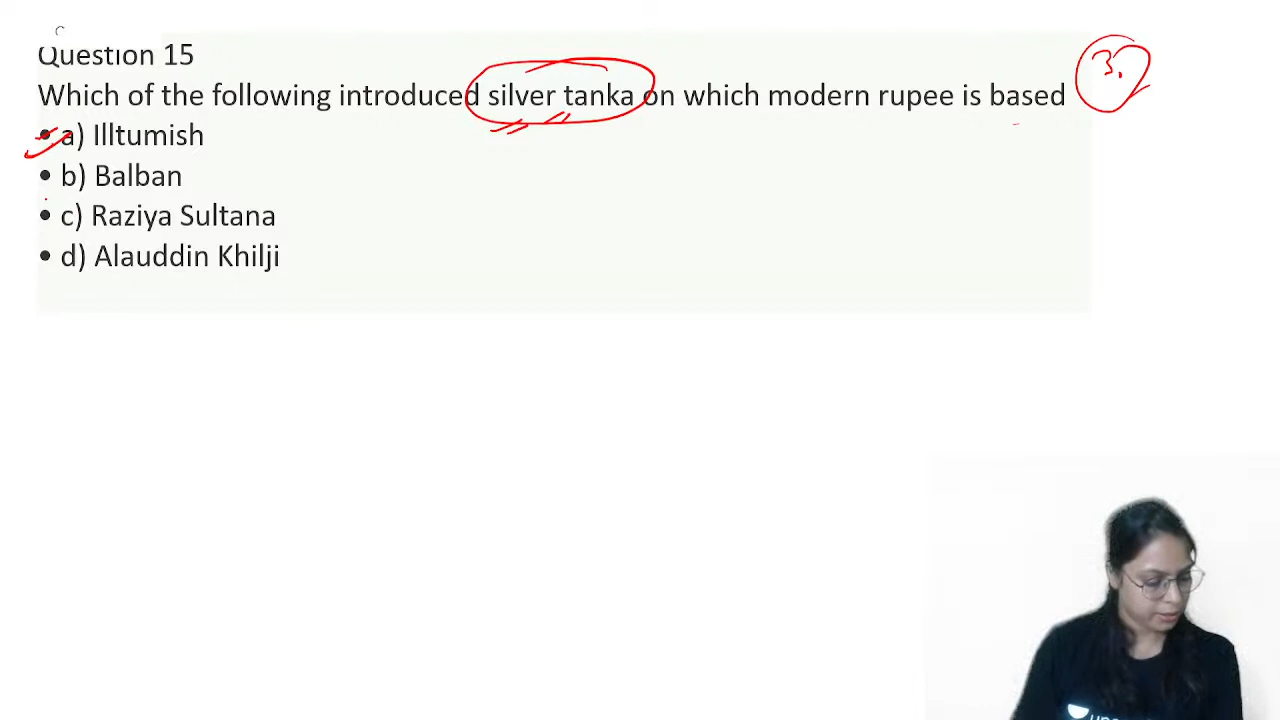 Question 15
Which of the following introduced silver tanka on which modern rupee is based
3.
• a) Illtumish
• b) Balban
• c) Raziya Sultana
• d) Alauddin Khilji